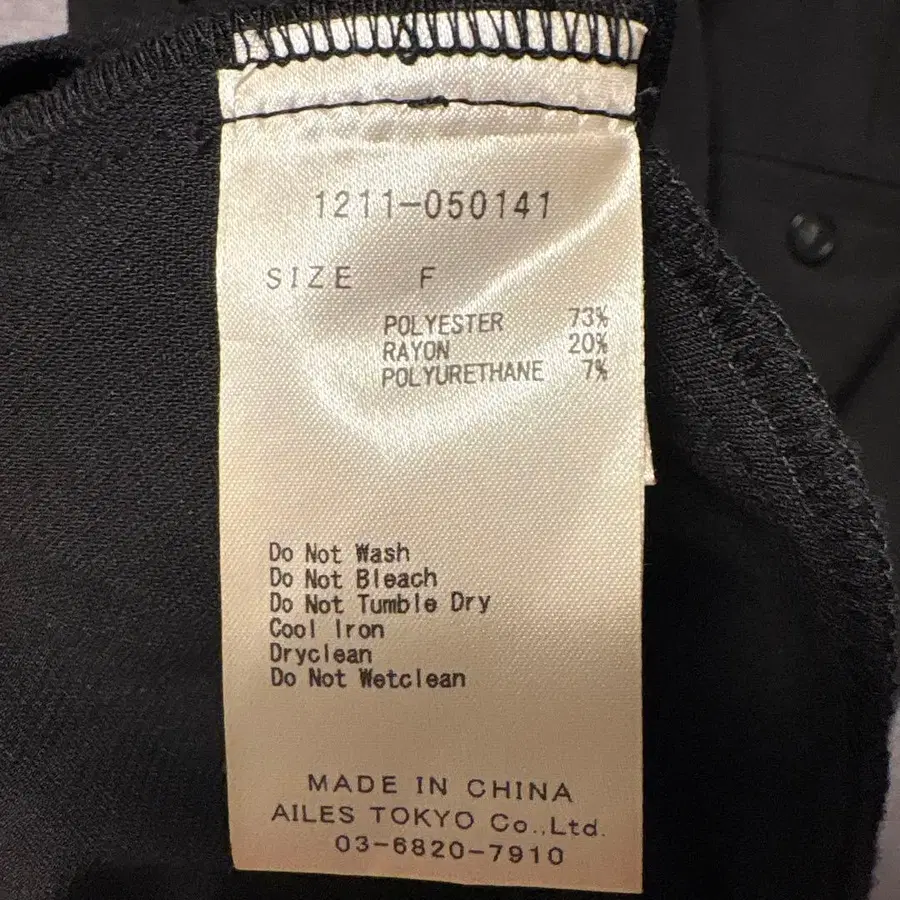 1211-050141
SIZE F
POLYESTER 73%
RAYON 20%
POLYURETHANE 7%
Do Not Wash
Do Not Bleach
Do Not Tumble Dry
Cool Iron
Dryclean
Do Not Wetclean
MADE IN CHINA
AILES TOKYO Co.,Ltd.
03-6820-7910